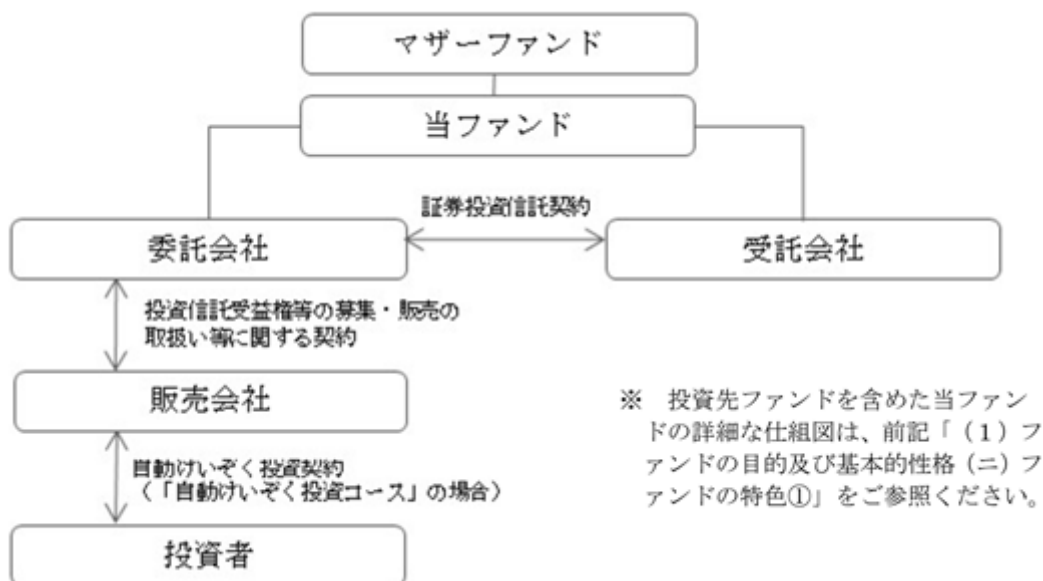 マザーファンド
当ファンド
証券投資信託契約
委託会社
受託会社
投資信託受益権等の募集・販売の
取扱い等に関する契約
販売会社
自動けいぞく投資契約
（「自動けいぞく投資コース」の場合）
投資者
※　投資先ファンドを含めた当ファン
ドの詳細な仕組図は、前記「（１）フ
ァンドの目的及び基本的性格（ニ）フ
ァンドの特色①」をご参照ください。